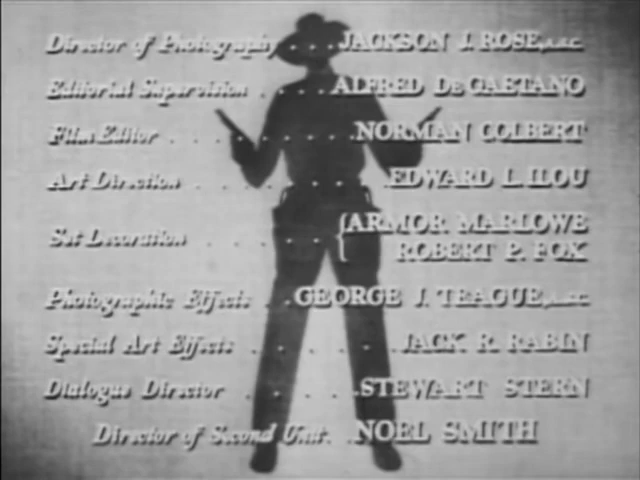 Director of Photography . . . JACKSON J. ROSE, A.S.C.
Editorial Supervision . . . . . ALFRED De GAETANO
Film Editor . . . . . . . . NORMAN COLBERT
Art Direction . . . . . . . . EDWARD L. ILOU
Set Decoration . . . . . . { ARMOR MARLOWE
ROBERT P. FOX
Photographic Effects . . GEORGE J. TEAGUE, A.S.C.
Special Art Effects . . . . . . JACK R. RABIN
Dialogue Director . . . . . . STEWART STERN
Director of Second Unit . . NOEL SMITH